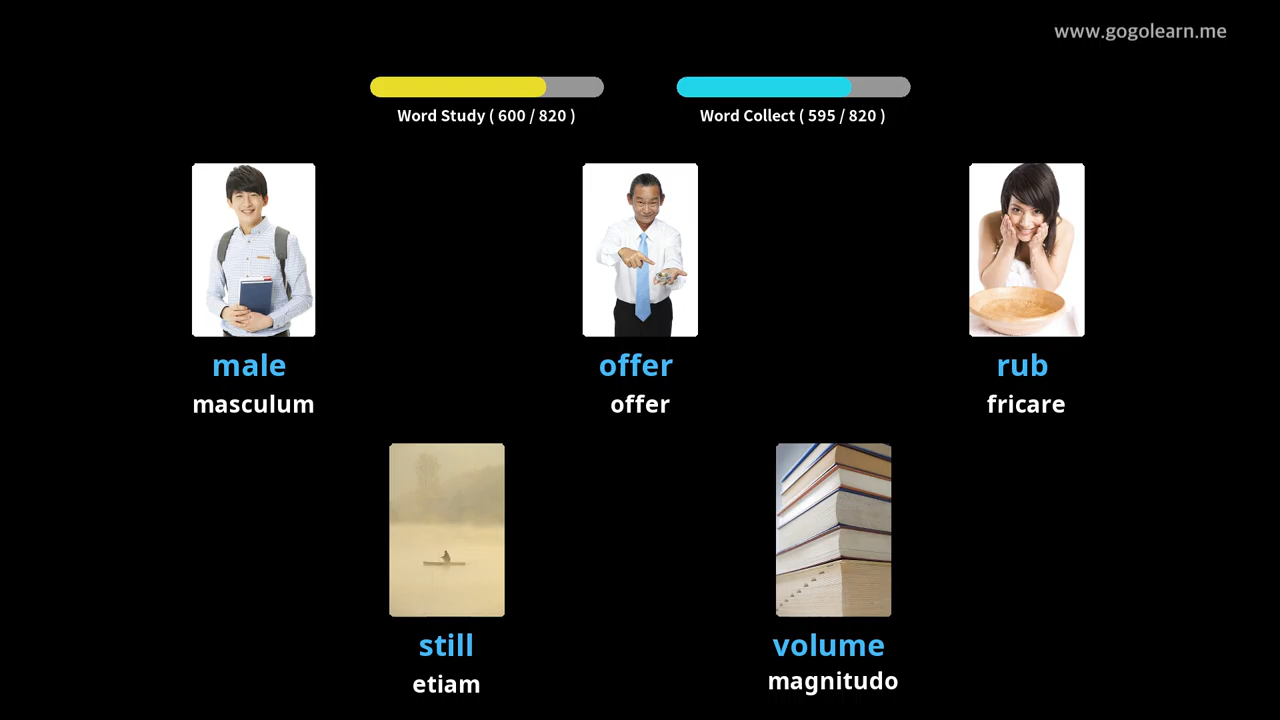 www.gogolearn.me
Word Study ( 600 / 820 )
Word Collect ( 595 / 820 )
male
masculum
offer
offer
rub
fricare
still
etiam
volume
magnitudo